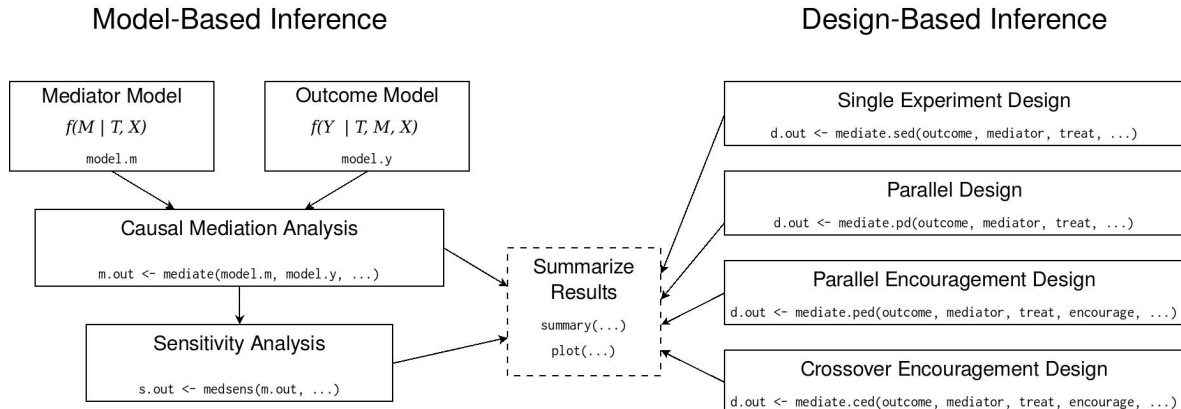 Model-Based Inference
Design-Based Inference
Mediator Model
f(M | T, X)
model.m
Outcome Model
f(Y | T, M, X)
model.y
Causal Mediation Analysis
m.out <- mediate(model.m, model.y, ...)
Sensitivity Analysis
s.out <- medsens(m.out, ...)
Summarize
Results
summary(...)
plot(...)
Single Experiment Design
d.out <- mediate.sed(outcome, mediator, treat, ...)
Parallel Design
d.out <- mediate.pd(outcome, mediator, treat, ...)
Parallel Encouragement Design
d.out <- mediate.ped(outcome, mediator, treat, encourage, ...)
Crossover Encouragement Design
d.out <- mediate.ced(outcome, mediator, treat, encourage, ...)